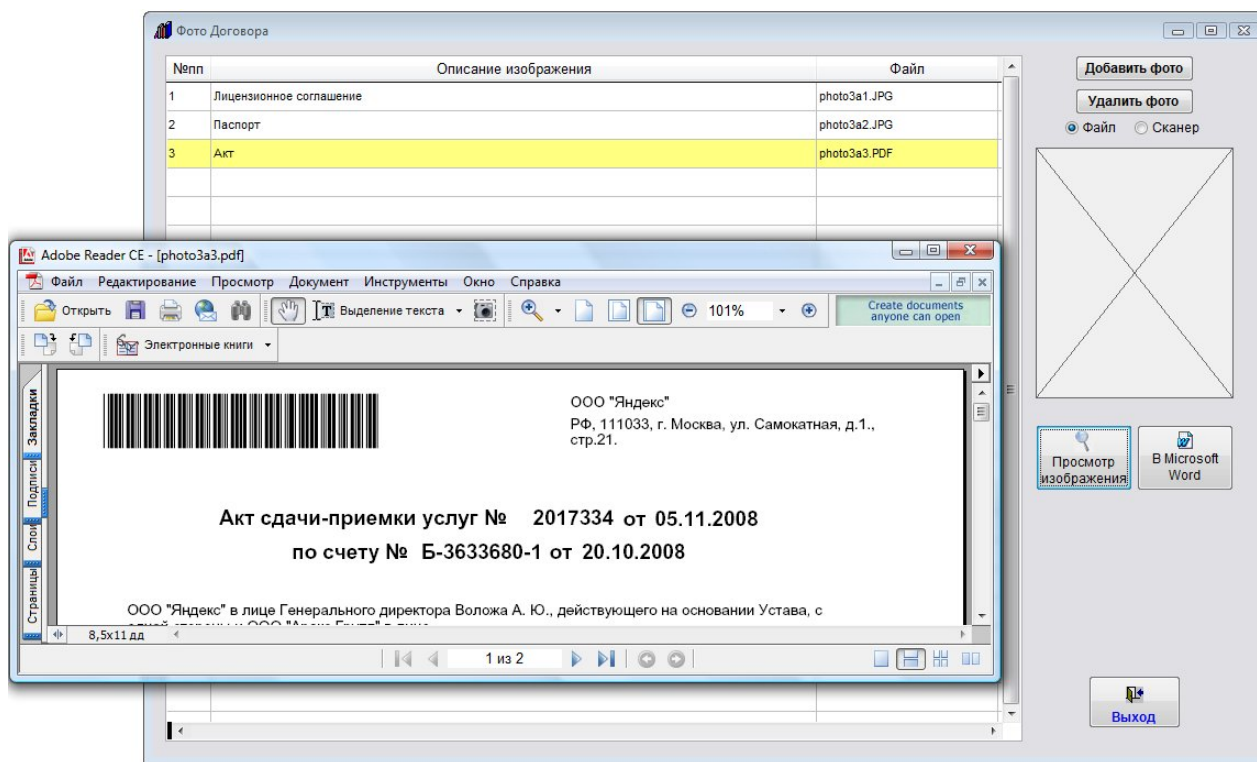 Фото Договора
№пп Описание изображения Файл
1 Лицензионное соглашение photo3a1.JPG
2 Паспорт photo3a2.JPG
3 Акт photo3a3.PDF
Добавить фото
Удалить фото
Файл Сканер
Просмотр изображения
В Microsoft Word
Выход
Adobe Reader CE - [photo3a3.pdf]
Файл Редактирование Просмотр Документ Инструменты Окно Справка
Открыть Выделение текста 101% Create documents anyone can open
Электронные книги
Закладки
Подписи
Слои
Страницы
ООО "Яндекс"
РФ, 111033, г. Москва, ул. Самокатная, д.1.,
стр.21.
Акт сдачи-приемки услуг № 2017334 от 05.11.2008
по счету № Б-3633680-1 от 20.10.2008
ООО "Яндекс" в лице Генерального директора Воложа А. Ю., действующего на основании Устава, с
8,5x11 дд
1 из 2